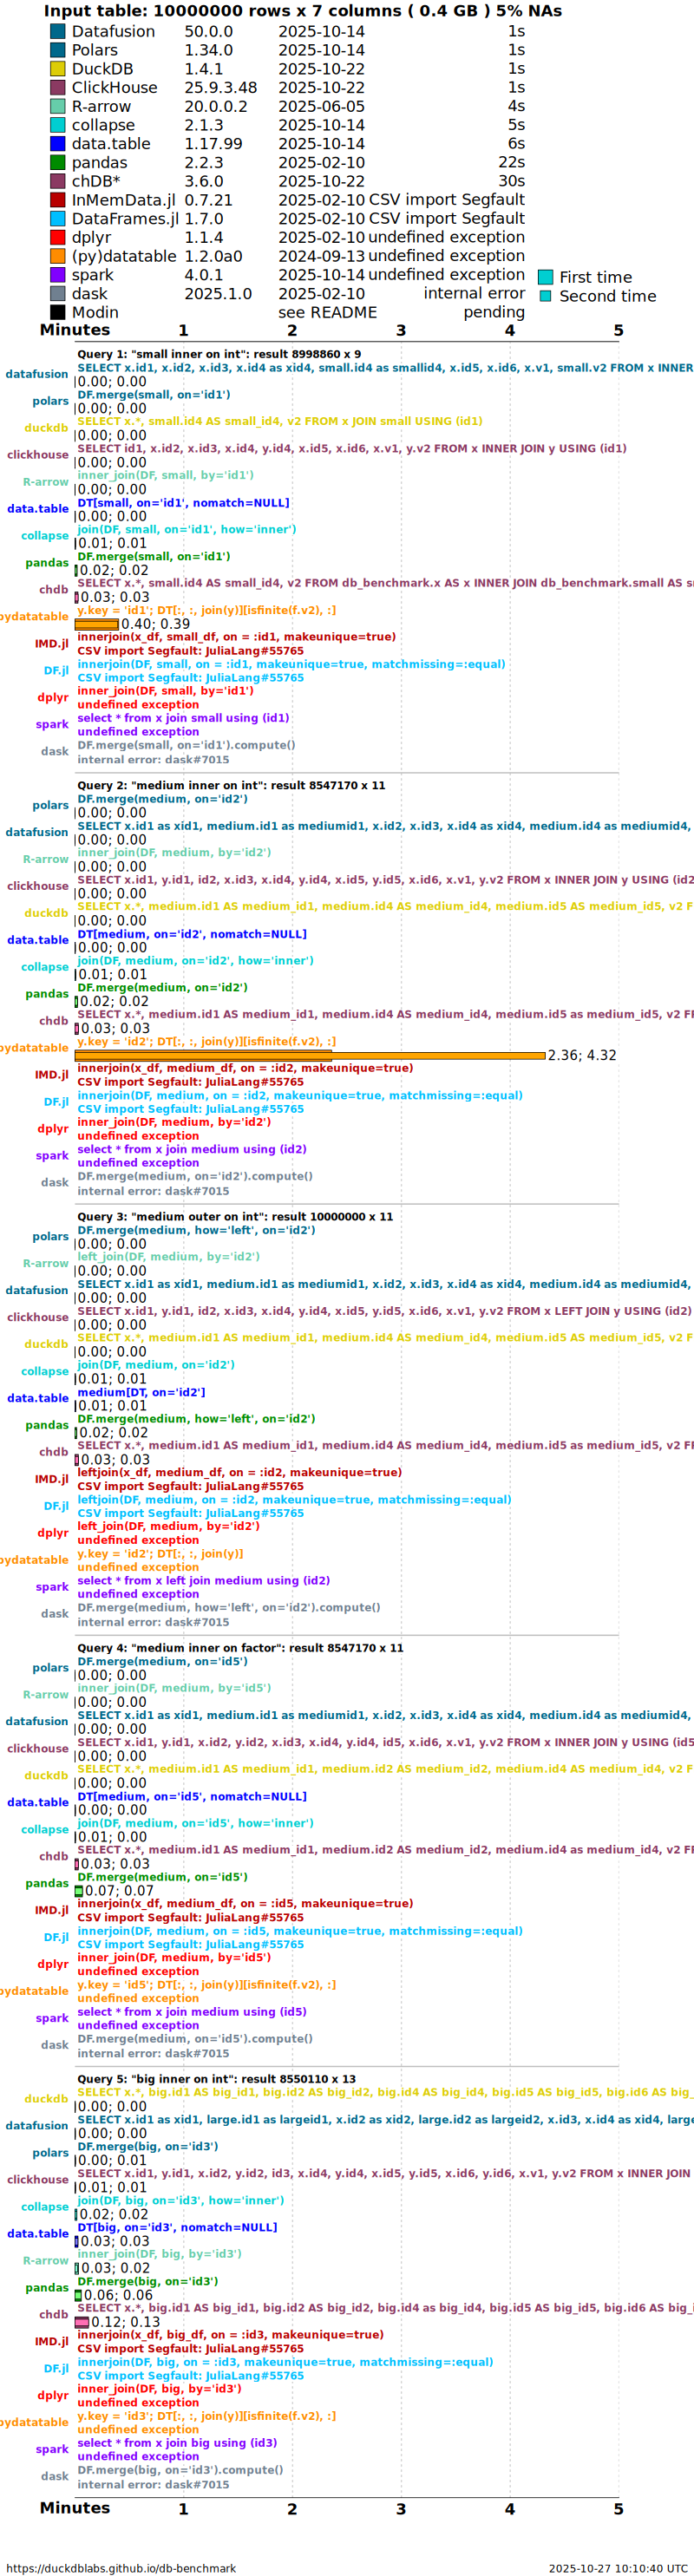 Input table: 10000000 rows x 7 columns ( 0.4 GB ) 5% NAs
Datafusion 50.0.0 2025-10-14 1s
Polars 1.34.0 2025-10-14 1s
DuckDB 1.4.1 2025-10-22 1s
ClickHouse 25.9.3.48 2025-10-22 1s
R-arrow 20.0.0.2 2025-06-05 4s
collapse 2.1.3 2025-10-14 5s
data.table 1.17.99 2025-10-14 6s
pandas 2.2.3 2025-02-10 22s
chDB* 3.6.0 2025-10-22 30s
InMemData.jl 0.7.21 2025-02-10 CSV import Segfault
DataFrames.jl 1.7.0 2025-02-10 CSV import Segfault
dplyr 1.1.4 2025-02-10 undefined exception
(py)datatable 1.2.0a0 2024-09-13 undefined exception
spark 4.0.1 2025-10-14 undefined exception
dask 2025.1.0 2025-02-10 internal error
Modin see README pending
First time
Second time
Minutes 1 2 3 4 5
Query 1: "small inner on int": result 8998860 x 9
datafusion SELECT x.id1, x.id2, x.id3, x.id4 as xid4, small.id4 as smallid4, x.id5, x.id6, x.v1, small.v2 FROM x INNER
0.00; 0.00
polars DF.merge(small, on='id1')
0.00; 0.00
duckdb SELECT x.*, small.id4 AS small_id4, v2 FROM x JOIN small USING (id1)
0.00; 0.00
clickhouse SELECT id1, x.id2, x.id3, x.id4, y.id4, x.id5, x.id6, x.v1, y.v2 FROM x INNER JOIN y USING (id1)
0.00; 0.00
R-arrow inner_join(DF, small, by='id1')
0.00; 0.00
data.table DT[small, on='id1', nomatch=NULL]
0.00; 0.00
collapse join(DF, small, on='id1', how='inner')
0.01; 0.01
pandas DF.merge(small, on='id1')
0.02; 0.02
chdb SELECT x.*, small.id4 AS small_id4, v2 FROM db_benchmark.x AS x INNER JOIN db_benchmark.small AS s
0.03; 0.03
pydatatable y.key = 'id1'; DT[:, :, join(y)][isfinite(f.v2), :]
0.40; 0.39
IMD.jl innerjoin(x_df, small_df, on = :id1, makeunique=true)
CSV import Segfault: JuliaLang#55765
DF.jl innerjoin(DF, small, on = :id1, makeunique=true, matchmissing=:equal)
CSV import Segfault: JuliaLang#55765
dplyr inner_join(DF, small, by='id1')
undefined exception
spark select * from x join small using (id1)
undefined exception
dask DF.merge(small, on='id1').compute()
internal error: dask#7015
Query 2: "medium inner on int": result 8547170 x 11
polars DF.merge(medium, on='id2')
0.00; 0.00
datafusion SELECT x.id1 as xid1, medium.id1 as mediumid1, x.id2, x.id3, x.id4 as xid4, medium.id4 as mediumid4,
0.00; 0.00
R-arrow inner_join(DF, medium, by='id2')
0.00; 0.00
clickhouse SELECT x.id1, y.id1, id2, x.id3, x.id4, y.id4, x.id5, y.id5, x.id6, x.v1, y.v2 FROM x INNER JOIN y USING (id2
0.00; 0.00
duckdb SELECT x.*, medium.id1 AS medium_id1, medium.id4 AS medium_id4, medium.id5 AS medium_id5, v2 F
0.00; 0.00
data.table DT[medium, on='id2', nomatch=NULL]
0.00; 0.00
collapse join(DF, medium, on='id2', how='inner')
0.01; 0.01
pandas DF.merge(medium, on='id2')
0.02; 0.02
chdb SELECT x.*, medium.id1 AS medium_id1, medium.id4 AS medium_id4, medium.id5 as medium_id5, v2 FR
0.03; 0.03
pydatatable y.key = 'id2'; DT[:, :, join(y)][isfinite(f.v2), :]
2.36; 4.32
IMD.jl innerjoin(x_df, medium_df, on = :id2, makeunique=true)
CSV import Segfault: JuliaLang#55765
DF.jl innerjoin(DF, medium, on = :id2, makeunique=true, matchmissing=:equal)
CSV import Segfault: JuliaLang#55765
dplyr inner_join(DF, medium, by='id2')
undefined exception
spark select * from x join medium using (id2)
undefined exception
dask DF.merge(medium, on='id2').compute()
internal error: dask#7015
Query 3: "medium outer on int": result 10000000 x 11
polars DF.merge(medium, how='left', on='id2')
0.00; 0.00
R-arrow left_join(DF, medium, by='id2')
0.00; 0.00
datafusion SELECT x.id1 as xid1, medium.id1 as mediumid1, x.id2, x.id3, x.id4 as xid4, medium.id4 as mediumid4,
0.00; 0.00
clickhouse SELECT x.id1, y.id1, id2, x.id3, x.id4, y.id4, x.id5, y.id5, x.id6, x.v1, y.v2 FROM x LEFT JOIN y USING (id2)
0.00; 0.00
duckdb SELECT x.*, medium.id1 AS medium_id1, medium.id4 AS medium_id4, medium.id5 AS medium_id5, v2 F
0.00; 0.00
collapse join(DF, medium, on='id2')
0.01; 0.01
data.table medium[DT, on='id2']
0.01; 0.01
pandas DF.merge(medium, how='left', on='id2')
0.02; 0.02
chdb SELECT x.*, medium.id1 AS medium_id1, medium.id4 AS medium_id4, medium.id5 as medium_id5, v2 FR
0.03; 0.03
IMD.jl leftjoin(x_df, medium_df, on = :id2, makeunique=true)
CSV import Segfault: JuliaLang#55765
DF.jl leftjoin(DF, medium, on = :id2, makeunique=true, matchmissing=:equal)
CSV import Segfault: JuliaLang#55765
dplyr left_join(DF, medium, by='id2')
undefined exception
pydatatable y.key = 'id2'; DT[:, :, join(y)]
undefined exception
spark select * from x left join medium using (id2)
undefined exception
dask DF.merge(medium, how='left', on='id2').compute()
internal error: dask#7015
Query 4: "medium inner on factor": result 8547170 x 11
polars DF.merge(medium, on='id5')
0.00; 0.00
R-arrow inner_join(DF, medium, by='id5')
0.00; 0.00
datafusion SELECT x.id1 as xid1, medium.id1 as mediumid1, x.id2, x.id3, x.id4 as xid4, medium.id4 as mediumid4,
0.00; 0.00
clickhouse SELECT x.id1, y.id1, x.id2, y.id2, x.id3, x.id4, y.id4, id5, x.id6, x.v1, y.v2 FROM x INNER JOIN y USING (id5
0.00; 0.00
duckdb SELECT x.*, medium.id1 AS medium_id1, medium.id2 AS medium_id2, medium.id4 AS medium_id4, v2 F
0.00; 0.00
data.table DT[medium, on='id5', nomatch=NULL]
0.00; 0.00
collapse join(DF, medium, on='id5', how='inner')
0.01; 0.00
chdb SELECT x.*, medium.id1 AS medium_id1, medium.id2 AS medium_id2, medium.id4 as medium_id4, v2 FR
0.03; 0.03
pandas DF.merge(medium, on='id5')
0.07; 0.07
IMD.jl innerjoin(x_df, medium_df, on = :id5, makeunique=true)
CSV import Segfault: JuliaLang#55765
DF.jl innerjoin(DF, medium, on = :id5, makeunique=true, matchmissing=:equal)
CSV import Segfault: JuliaLang#55765
dplyr inner_join(DF, medium, by='id5')
undefined exception
pydatatable y.key = 'id5'; DT[:, :, join(y)][isfinite(f.v2), :]
undefined exception
spark select * from x join medium using (id5)
undefined exception
dask DF.merge(medium, on='id5').compute()
internal error: dask#7015
Query 5: "big inner on int": result 8550110 x 13
duckdb SELECT x.*, big.id1 AS big_id1, big.id2 AS big_id2, big.id4 AS big_id4, big.id5 AS big_id5, big.id6 AS big_
0.00; 0.00
datafusion SELECT x.id1 as xid1, large.id1 as largeid1, x.id2 as xid2, large.id2 as largeid2, x.id3, x.id4 as xid4, large
0.00; 0.00
polars DF.merge(big, on='id3')
0.00; 0.01
clickhouse SELECT x.id1, y.id1, x.id2, y.id2, id3, x.id4, y.id4, x.id5, y.id5, x.id6, y.id6, x.v1, y.v2 FROM x INNER JOIN
0.01; 0.01
collapse join(DF, big, on='id3', how='inner')
0.02; 0.02
data.table DT[big, on='id3', nomatch=NULL]
0.03; 0.03
R-arrow inner_join(DF, big, by='id3')
0.03; 0.02
pandas DF.merge(big, on='id3')
0.06; 0.06
chdb SELECT x.*, big.id1 AS big_id1, big.id2 AS big_id2, big.id4 as big_id4, big.id5 AS big_id5, big.id6 AS big_i
0.12; 0.13
IMD.jl innerjoin(x_df, big_df, on = :id3, makeunique=true)
CSV import Segfault: JuliaLang#55765
DF.jl innerjoin(DF, big, on = :id3, makeunique=true, matchmissing=:equal)
CSV import Segfault: JuliaLang#55765
dplyr inner_join(DF, big, by='id3')
undefined exception
pydatatable y.key = 'id3'; DT[:, :, join(y)][isfinite(f.v2), :]
undefined exception
spark select * from x join big using (id3)
undefined exception
dask DF.merge(big, on='id3').compute()
internal error: dask#7015
Minutes 1 2 3 4 5
https://duckdblabs.github.io/db-benchmark 2025-10-27 10:10:40 UTC